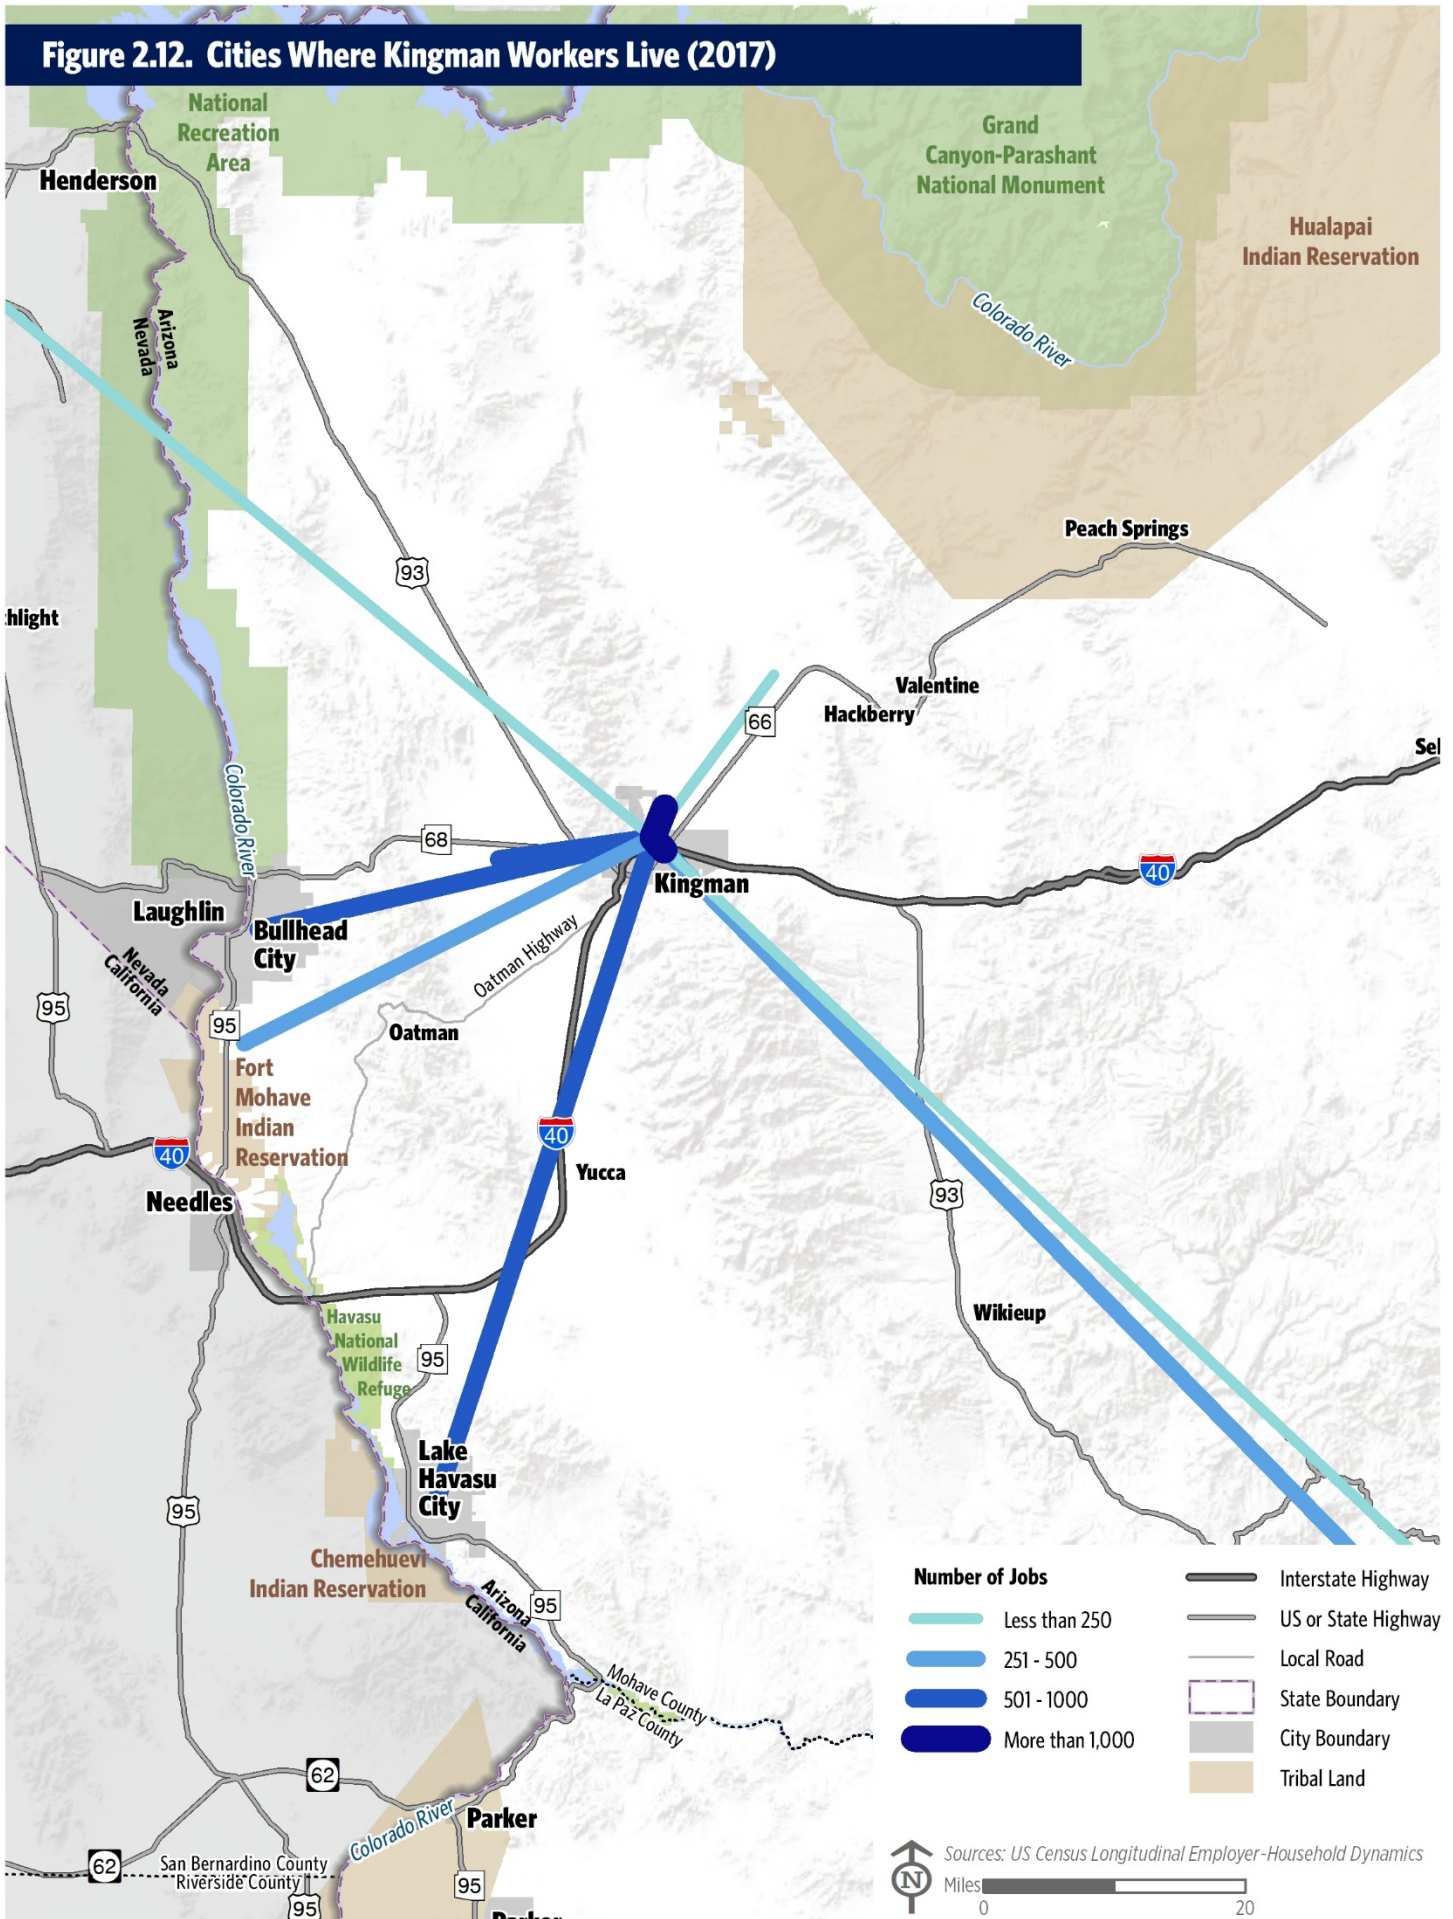 Figure 2.12. Cities Where Kingman Workers Live (2017)
National
Recreation
Area
Grand
Canyon-Parashant
National Monument
Henderson
Hualapai
Indian Reservation
Colorado River
Arizona
Nevada
Peach Springs
93
hlight
Valentine
Hackberry
66
Sel
Colorado River
68
40
Kingman
Laughlin
Bullhead
City
Oatman Highway
Nevada
California
95
95
Oatman
Fort
Mohave
Indian
Reservation
40
40
Yucca
Needles
93
Wikieup
Havasu
National
Wildlife
Refuge
95
Lake
Havasu
City
95
Chemehuevi
Indian Reservation
Arizona
California
95
Mohave County
La Paz County
Number of Jobs
Less than 250
251 - 500
501 - 1000
More than 1,000
Interstate Highway
US or State Highway
Local Road
State Boundary
City Boundary
Tribal Land
62
Colorado River
Parker
62
San Bernardino County
Riverside County
95
95
Parker
N
Sources: US Census Longitudinal Employer-Household Dynamics
Miles
0
20